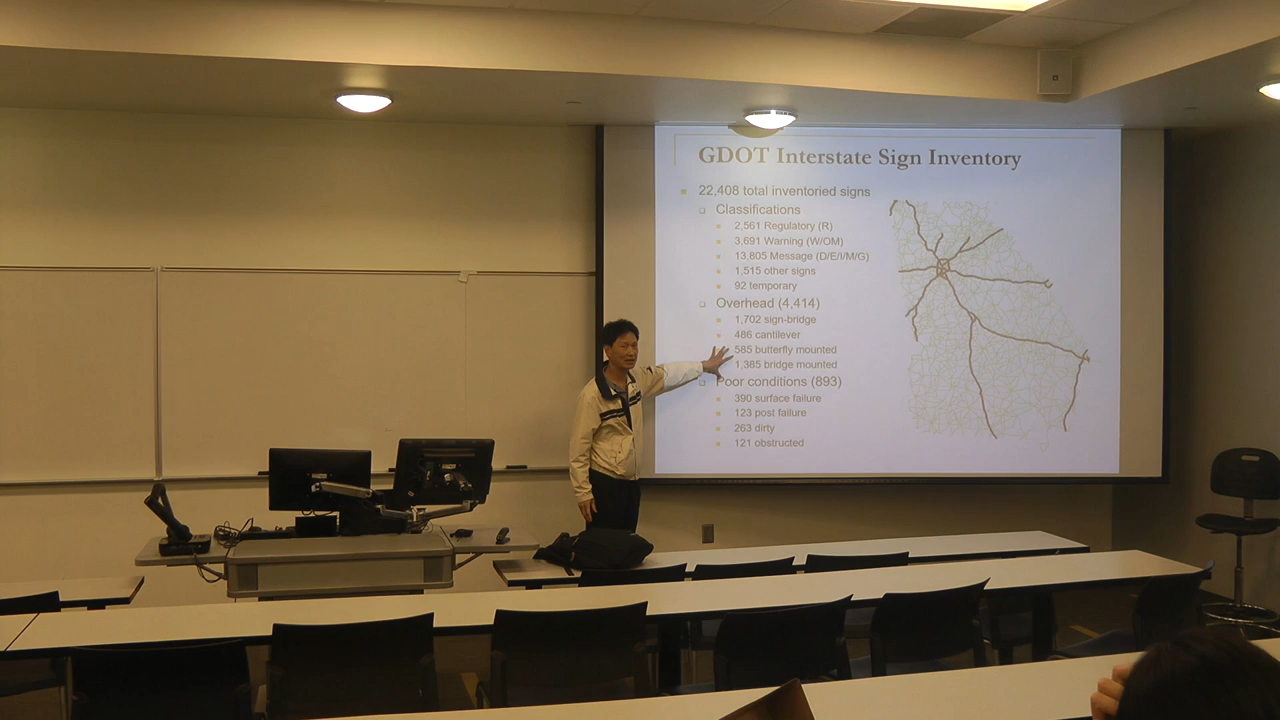 GDOT Interstate Sign Inventory
22,408 total inventoried signs
Classifications
2,561 Regulatory (R)
3,691 Warning (W/OM)
13,805 Message (D/E/I/M/G)
1,515 other signs
92 temporary
Overhead (4,414)
1,702 sign-bridge
486 cantilever
585 butterfly mounted
1,385 bridge mounted
Poor conditions (893)
390 surface failure
123 post failure
263 dirty
121 obstructed